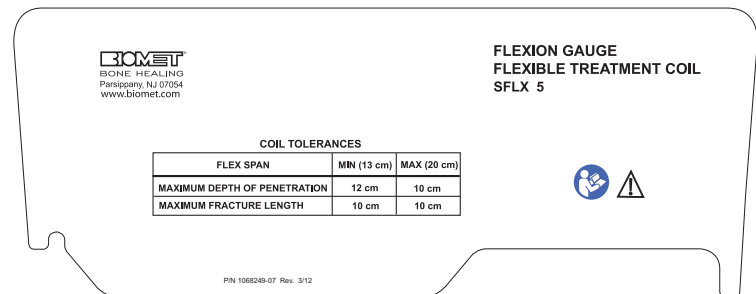 BIOMET®
BONE HEALING
Parsippany, NJ 07054
www.biomet.com
FLEXION GAUGE
FLEXIBLE TREATMENT COIL
SFLX 5
COIL TOLERANCES
FLEX SPAN MIN (13 cm) MAX (20 cm)
MAXIMUM DEPTH OF PENETRATION 12 cm 10 cm
MAXIMUM FRACTURE LENGTH 10 cm 10 cm
P/N 1068249-07 Rev. 3/12